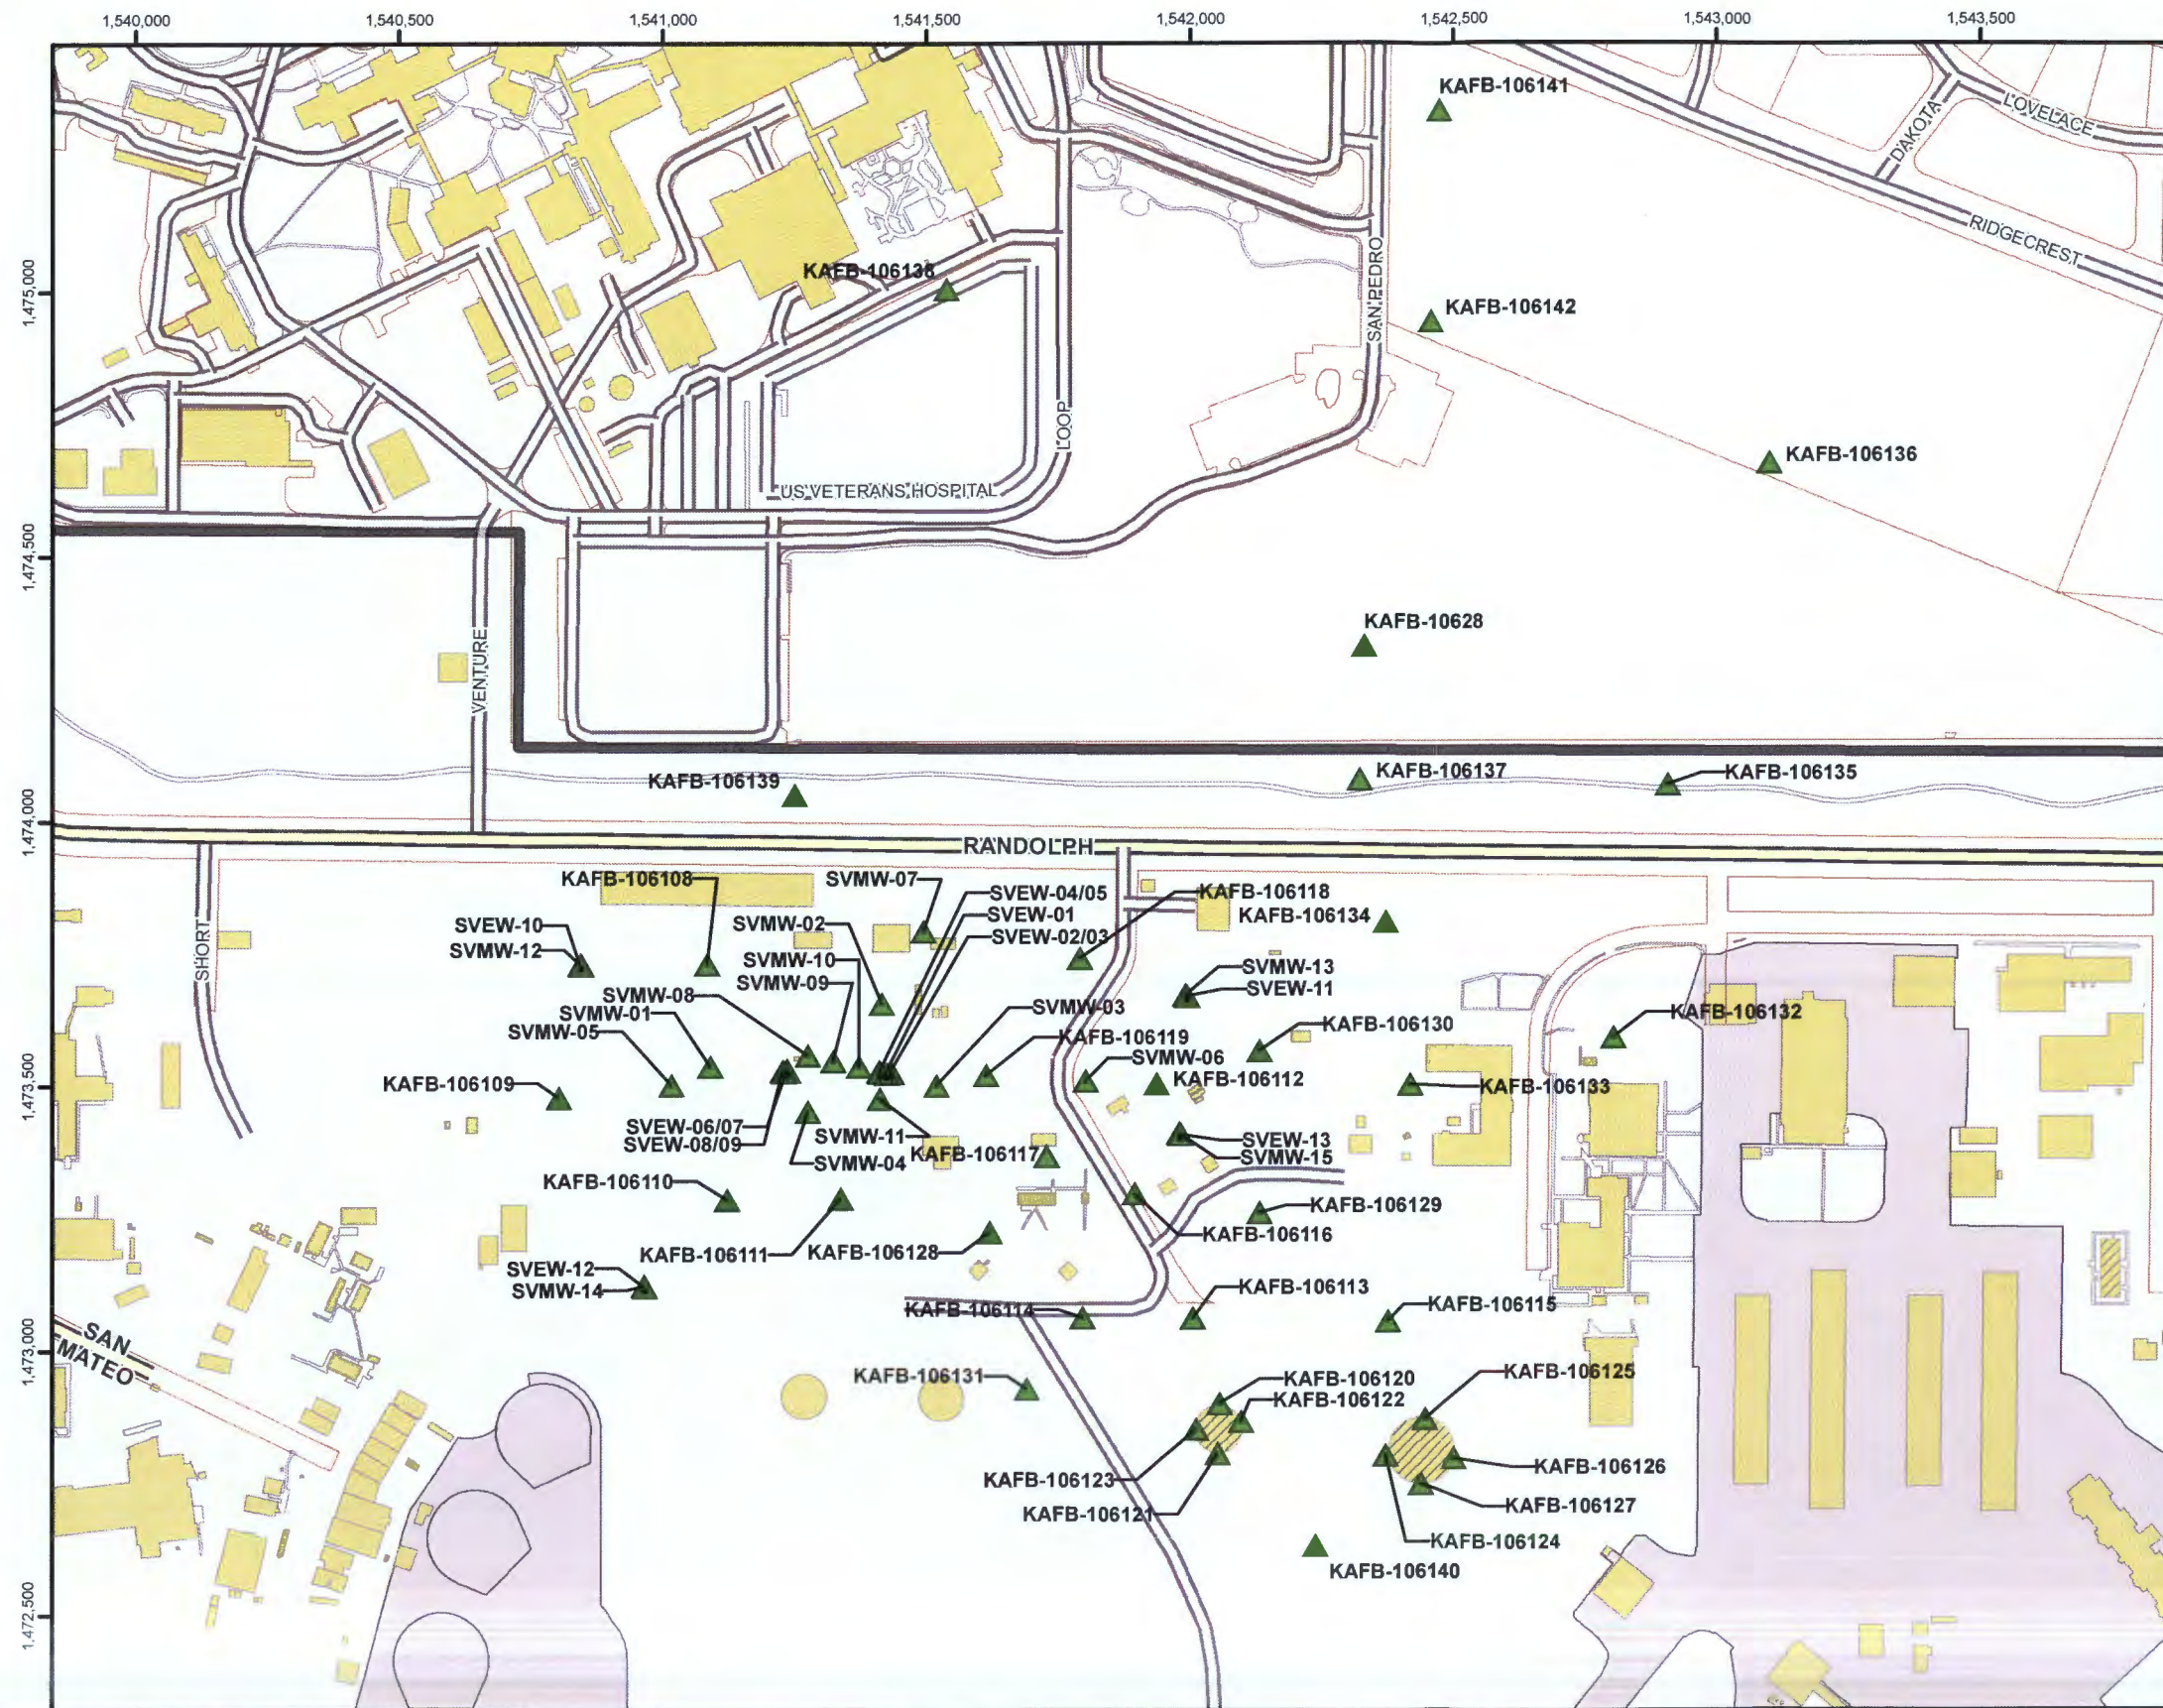 1,540,000
1,540,500
1,541,000
1,541,500
1,542,000
1,542,500
1,543,000
1,543,500
KAFB-106141
LOVELACE
DAKOTA
RIDGECREST
SAN PEDRO
KAFB-106138
1,475,000
KAFB-106142
LOOP
KAFB-106136
US VETERANS HOSPITAL
1,474,500
KAFB-10628
VENTURE
KAFB-106139
KAFB-106137
KAFB-106135
1,474,000
RANDOLPH
KAFB-106108
SVMW-07
SVEW-04/05
KAFB-106118
SVEW-10
SVMW-02
SVEW-01
KAFB-106134
SHORT
SVMW-12
SVEW-02/03
SVMW-10
SVMW-13
SVMW-09
SVEW-11
SVMW-08
SVMW-03
SVMW-01
KAFB-106132
SVMW-05
KAFB-106119
KAFB-106130
SVMW-06
1,473,500
KAFB-106109
KAFB-106112
KAFB-106133
SVEW-06/07
SVMW-11
SVEW-13
SVEW-08/09
KAFB-106117
SVMW-15
SVMW-04
KAFB-106110
KAFB-106129
KAFB-106111
KAFB-106128
KAFB-106116
SVEW-12
SVMW-14
KAFB-106113
KAFB-106114
KAFB-106115
SAN
MATEO
1,473,000
KAFB-106131
KAFB-106120
KAFB-106125
KAFB-106122
KAFB-106123
KAFB-106126
KAFB-106121
KAFB-106127
KAFB-106124
KAFB-106140
1,472,500